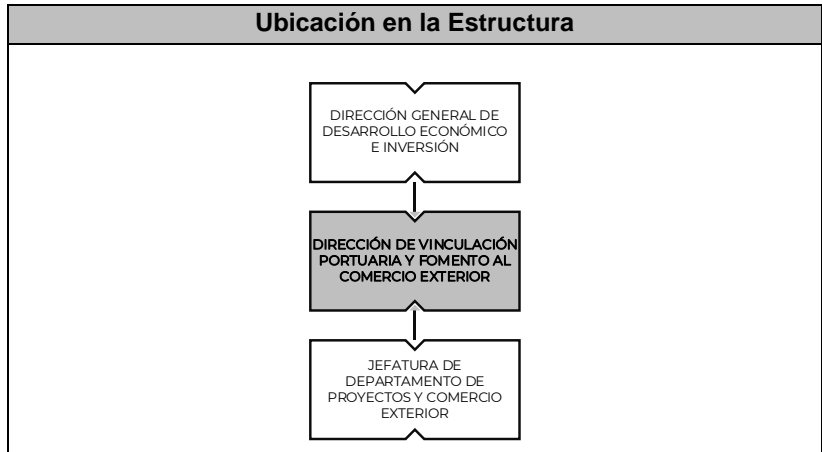 Ubicación en la Estructura
DIRECCIÓN GENERAL DE
DESARROLLO ECONÓMICO
E INVERSIÓN
DIRECCIÓN DE VINCULACIÓN
PORTUARIA Y FOMENTO AL
COMERCIO EXTERIOR
JEFATURA DE
DEPARTAMENTO DE
PROYECTOS Y COMERCIO
EXTERIOR